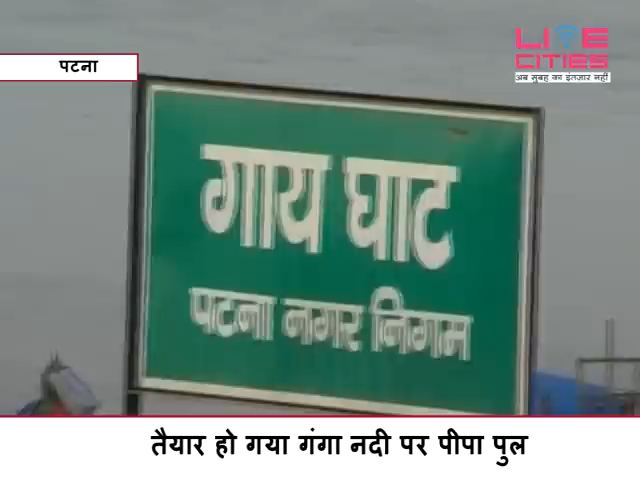 LIVE
CITIES
अब सुबह का इंतज़ार नहीं
पटना
गाय घाट
पटना नगर निगम
तैयार हो गया गंगा नदी पर पीपा पुल